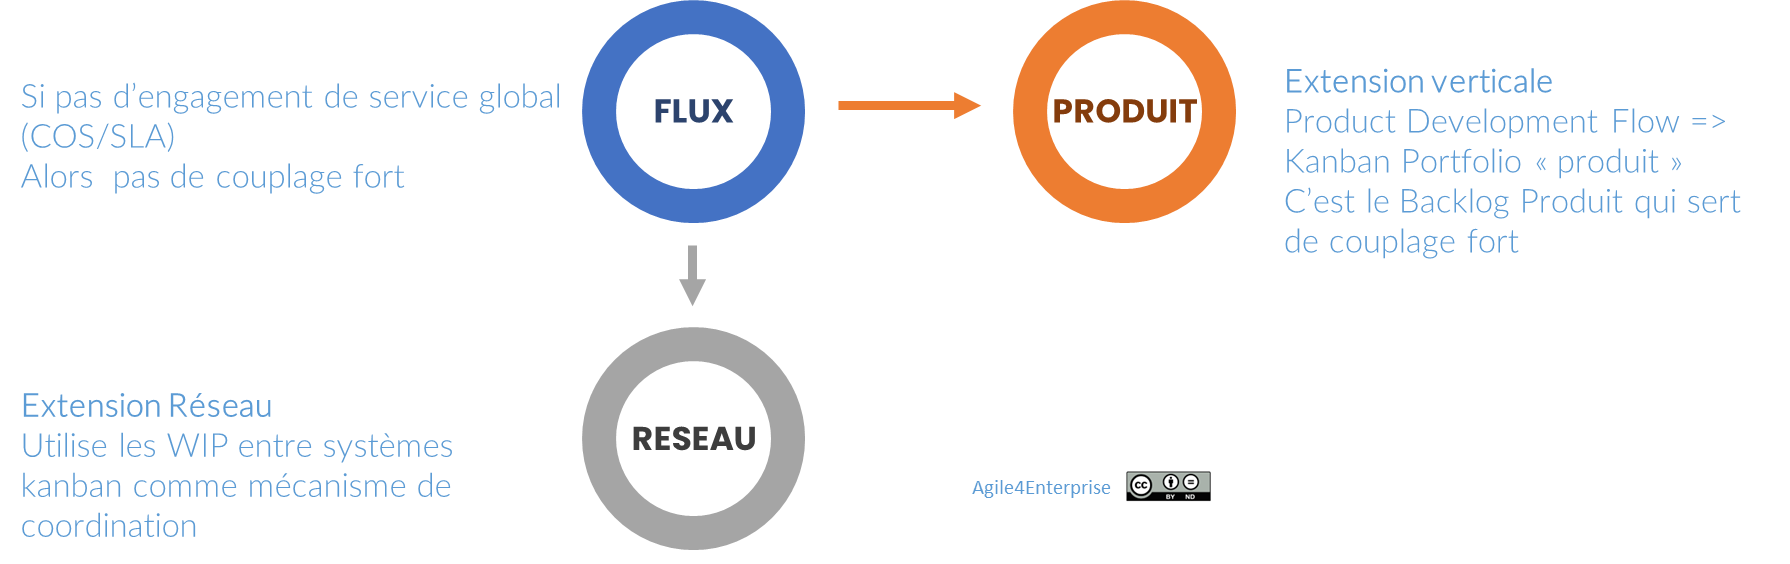 Si pas d’engagement de service global
(COS/SLA)
Alors  pas de couplage fort
FLUX
PRODUIT
Extension verticale
Product Development Flow =>
Kanban Portfolio « produit »
C’est le Backlog Produit qui sert
de couplage fort
Extension Réseau
Utilise les WIP entre systèmes
kanban comme mécanisme de
coordination
RESEAU
Agile4Enterprise
cc BY ND